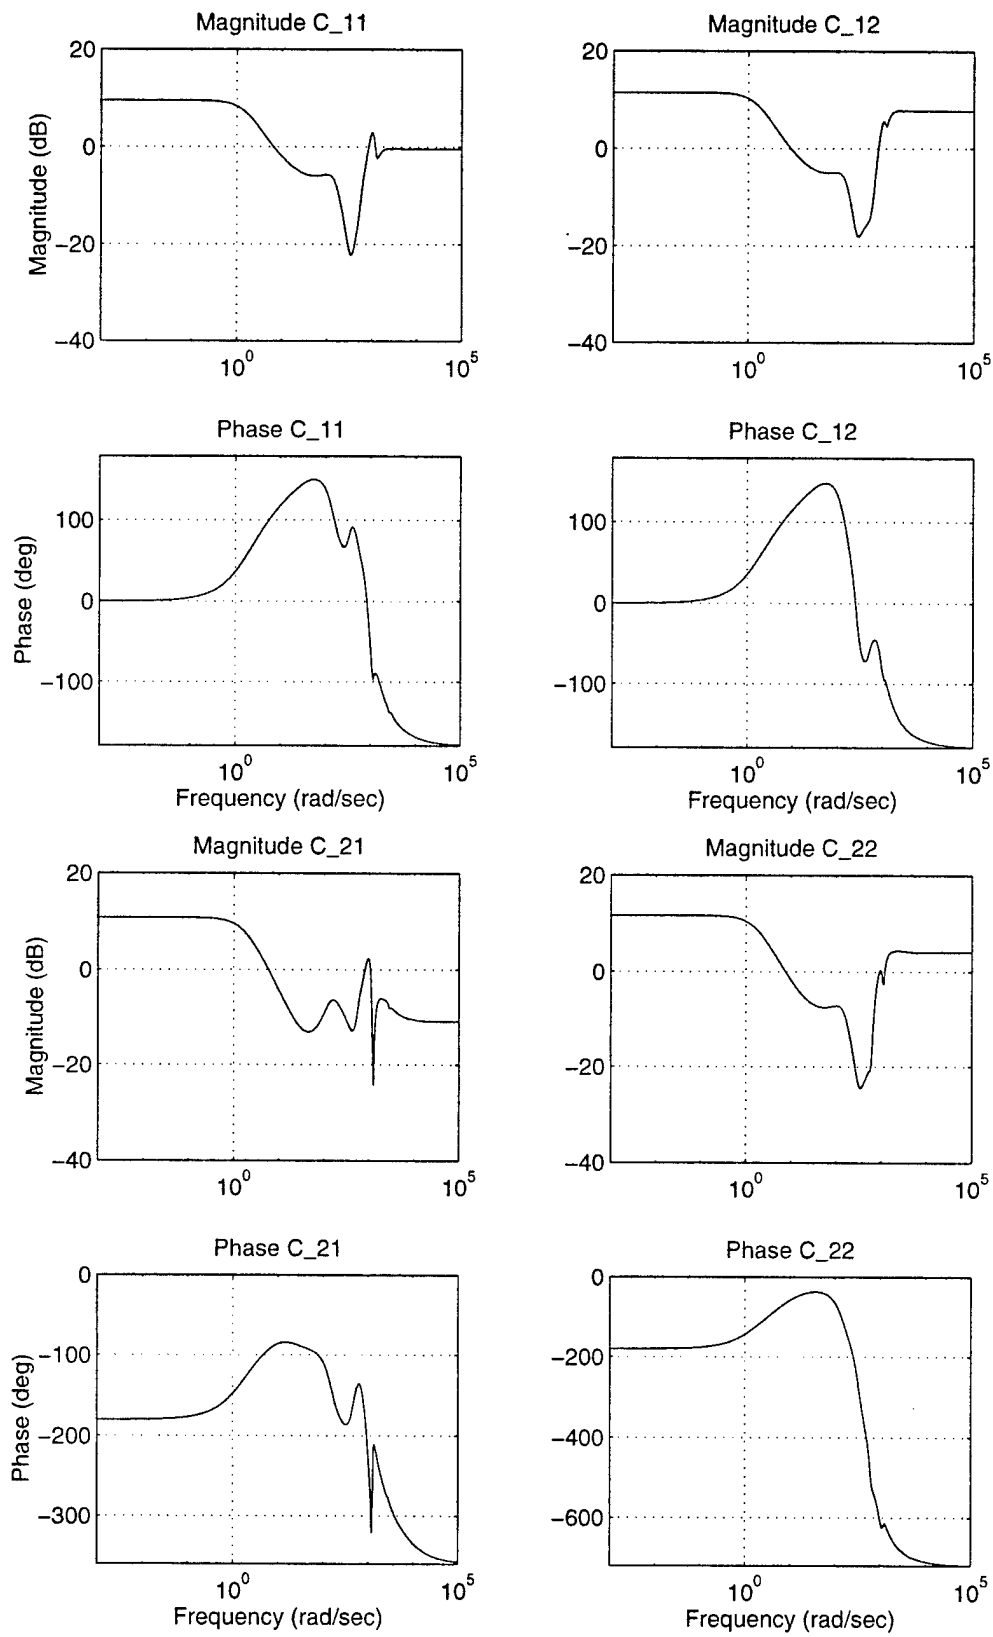 Magnitude C_11
Magnitude C_12
20
0
−20
−40
Magnitude (dB)
10^0
10^5
20
0
−20
−40
10^0
10^5
Phase C_11
Phase C_12
100
0
−100
Phase (deg)
10^0
10^5
Frequency (rad/sec)
100
0
−100
10^0
10^5
Frequency (rad/sec)
Magnitude C_21
Magnitude C_22
20
0
−20
−40
Magnitude (dB)
10^0
10^5
20
0
−20
−40
10^0
10^5
Phase C_21
Phase C_22
0
−100
−200
−300
Phase (deg)
10^0
10^5
Frequency (rad/sec)
0
−200
−400
−600
10^0
10^5
Frequency (rad/sec)